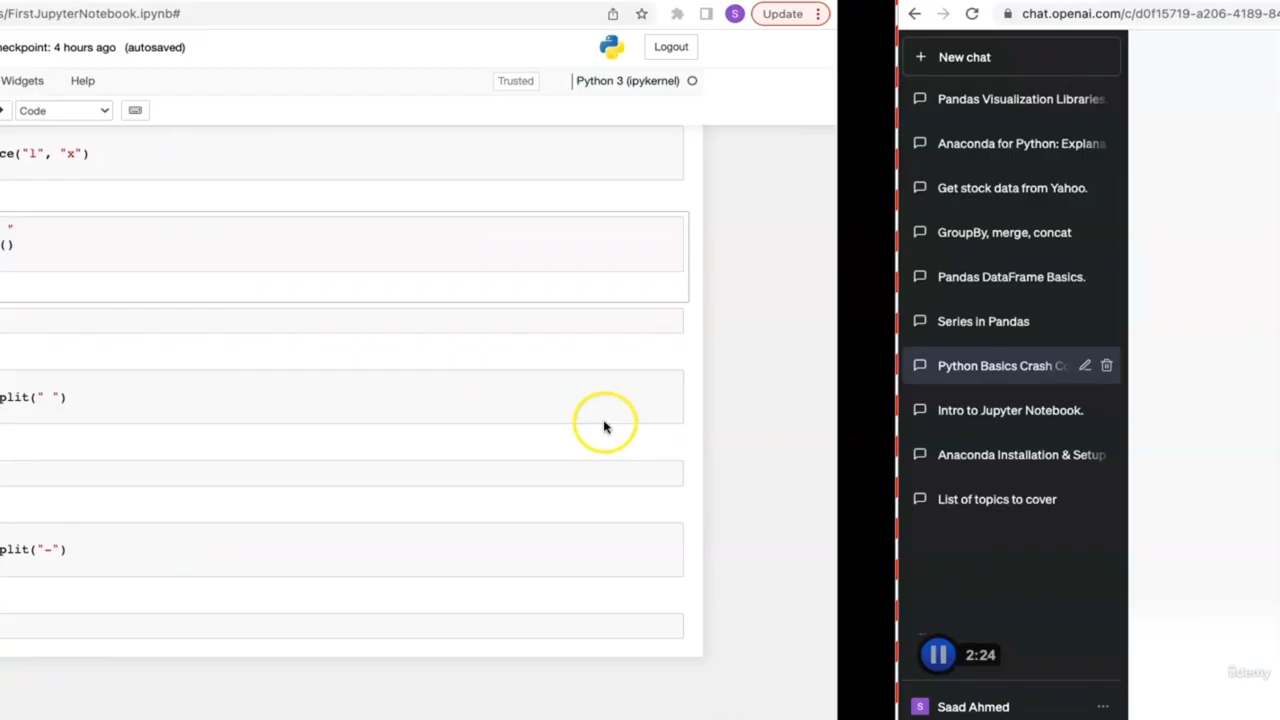 s/FirstJupyterNotebook.ipynb#
S
Update
heckpoint: 4 hours ago (autosaved)
Logout
Widgets
Help
Trusted
Python 3 (ipykernel)
Code
ce("l", "x")
"
()
plit(" ")
plit("-")
chat.openai.com/c/d0f15719-a206-4189-84
+ New chat
Pandas Visualization Libraries.
Anaconda for Python: Explana
Get stock data from Yahoo.
GroupBy, merge, concat
Pandas DataFrame Basics.
Series in Pandas
Python Basics Crash Co
Intro to Jupyter Notebook.
Anaconda Installation & Setup
List of topics to cover
2:24
S
Saad Ahmed
ûdemy